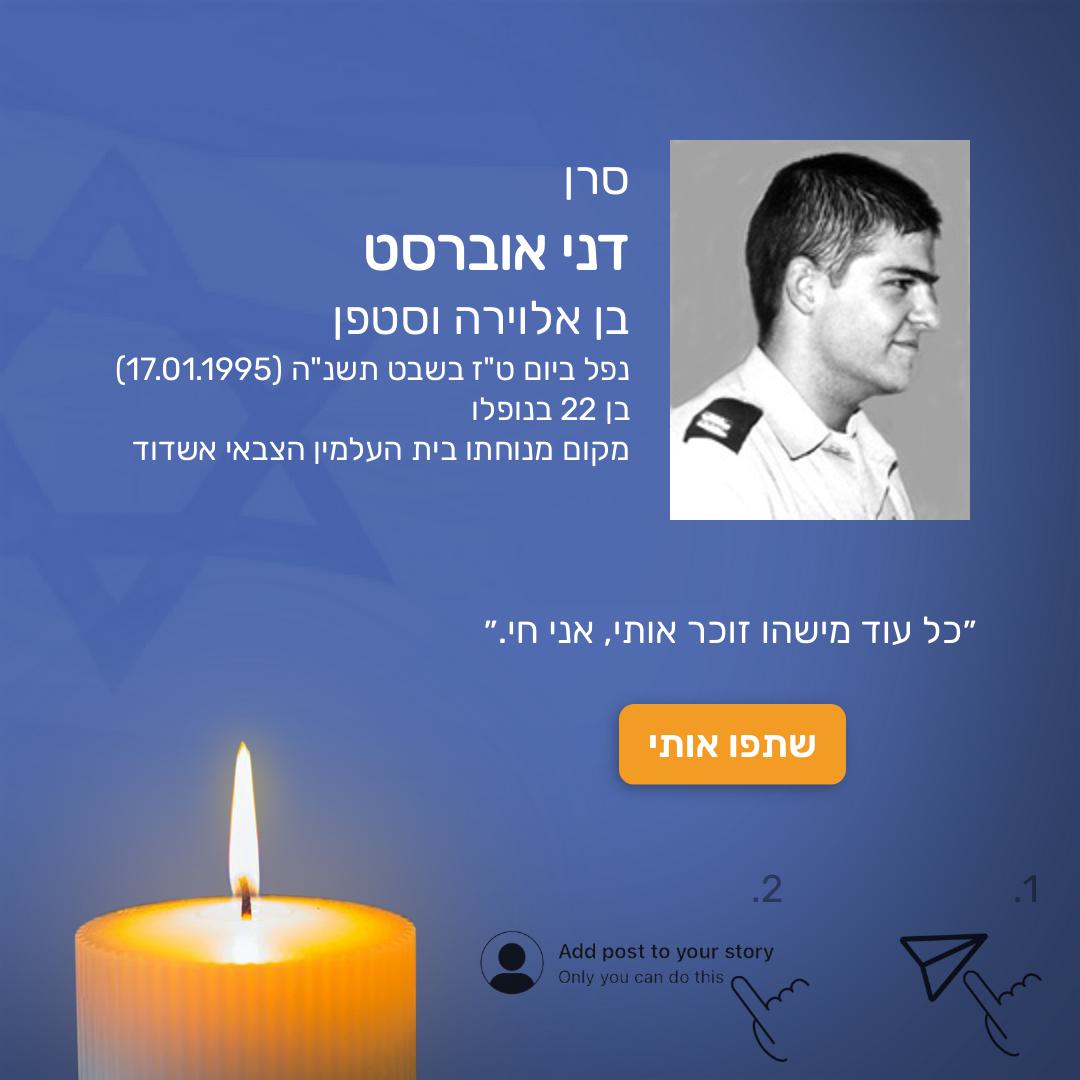 סרן
דני אוברסט
בן אלוירה וסטפן
נפל ביום ט"ז בשבט תשנ"ה (17.01.1995)
בן 22 בנופלו
מקום מנוחתו בית העלמין הצבאי אשדוד
״כל עוד מישהו זוכר אותי, אני חי.״
שתפו אותי
.1
.2
Add post to your story
Only you can do this